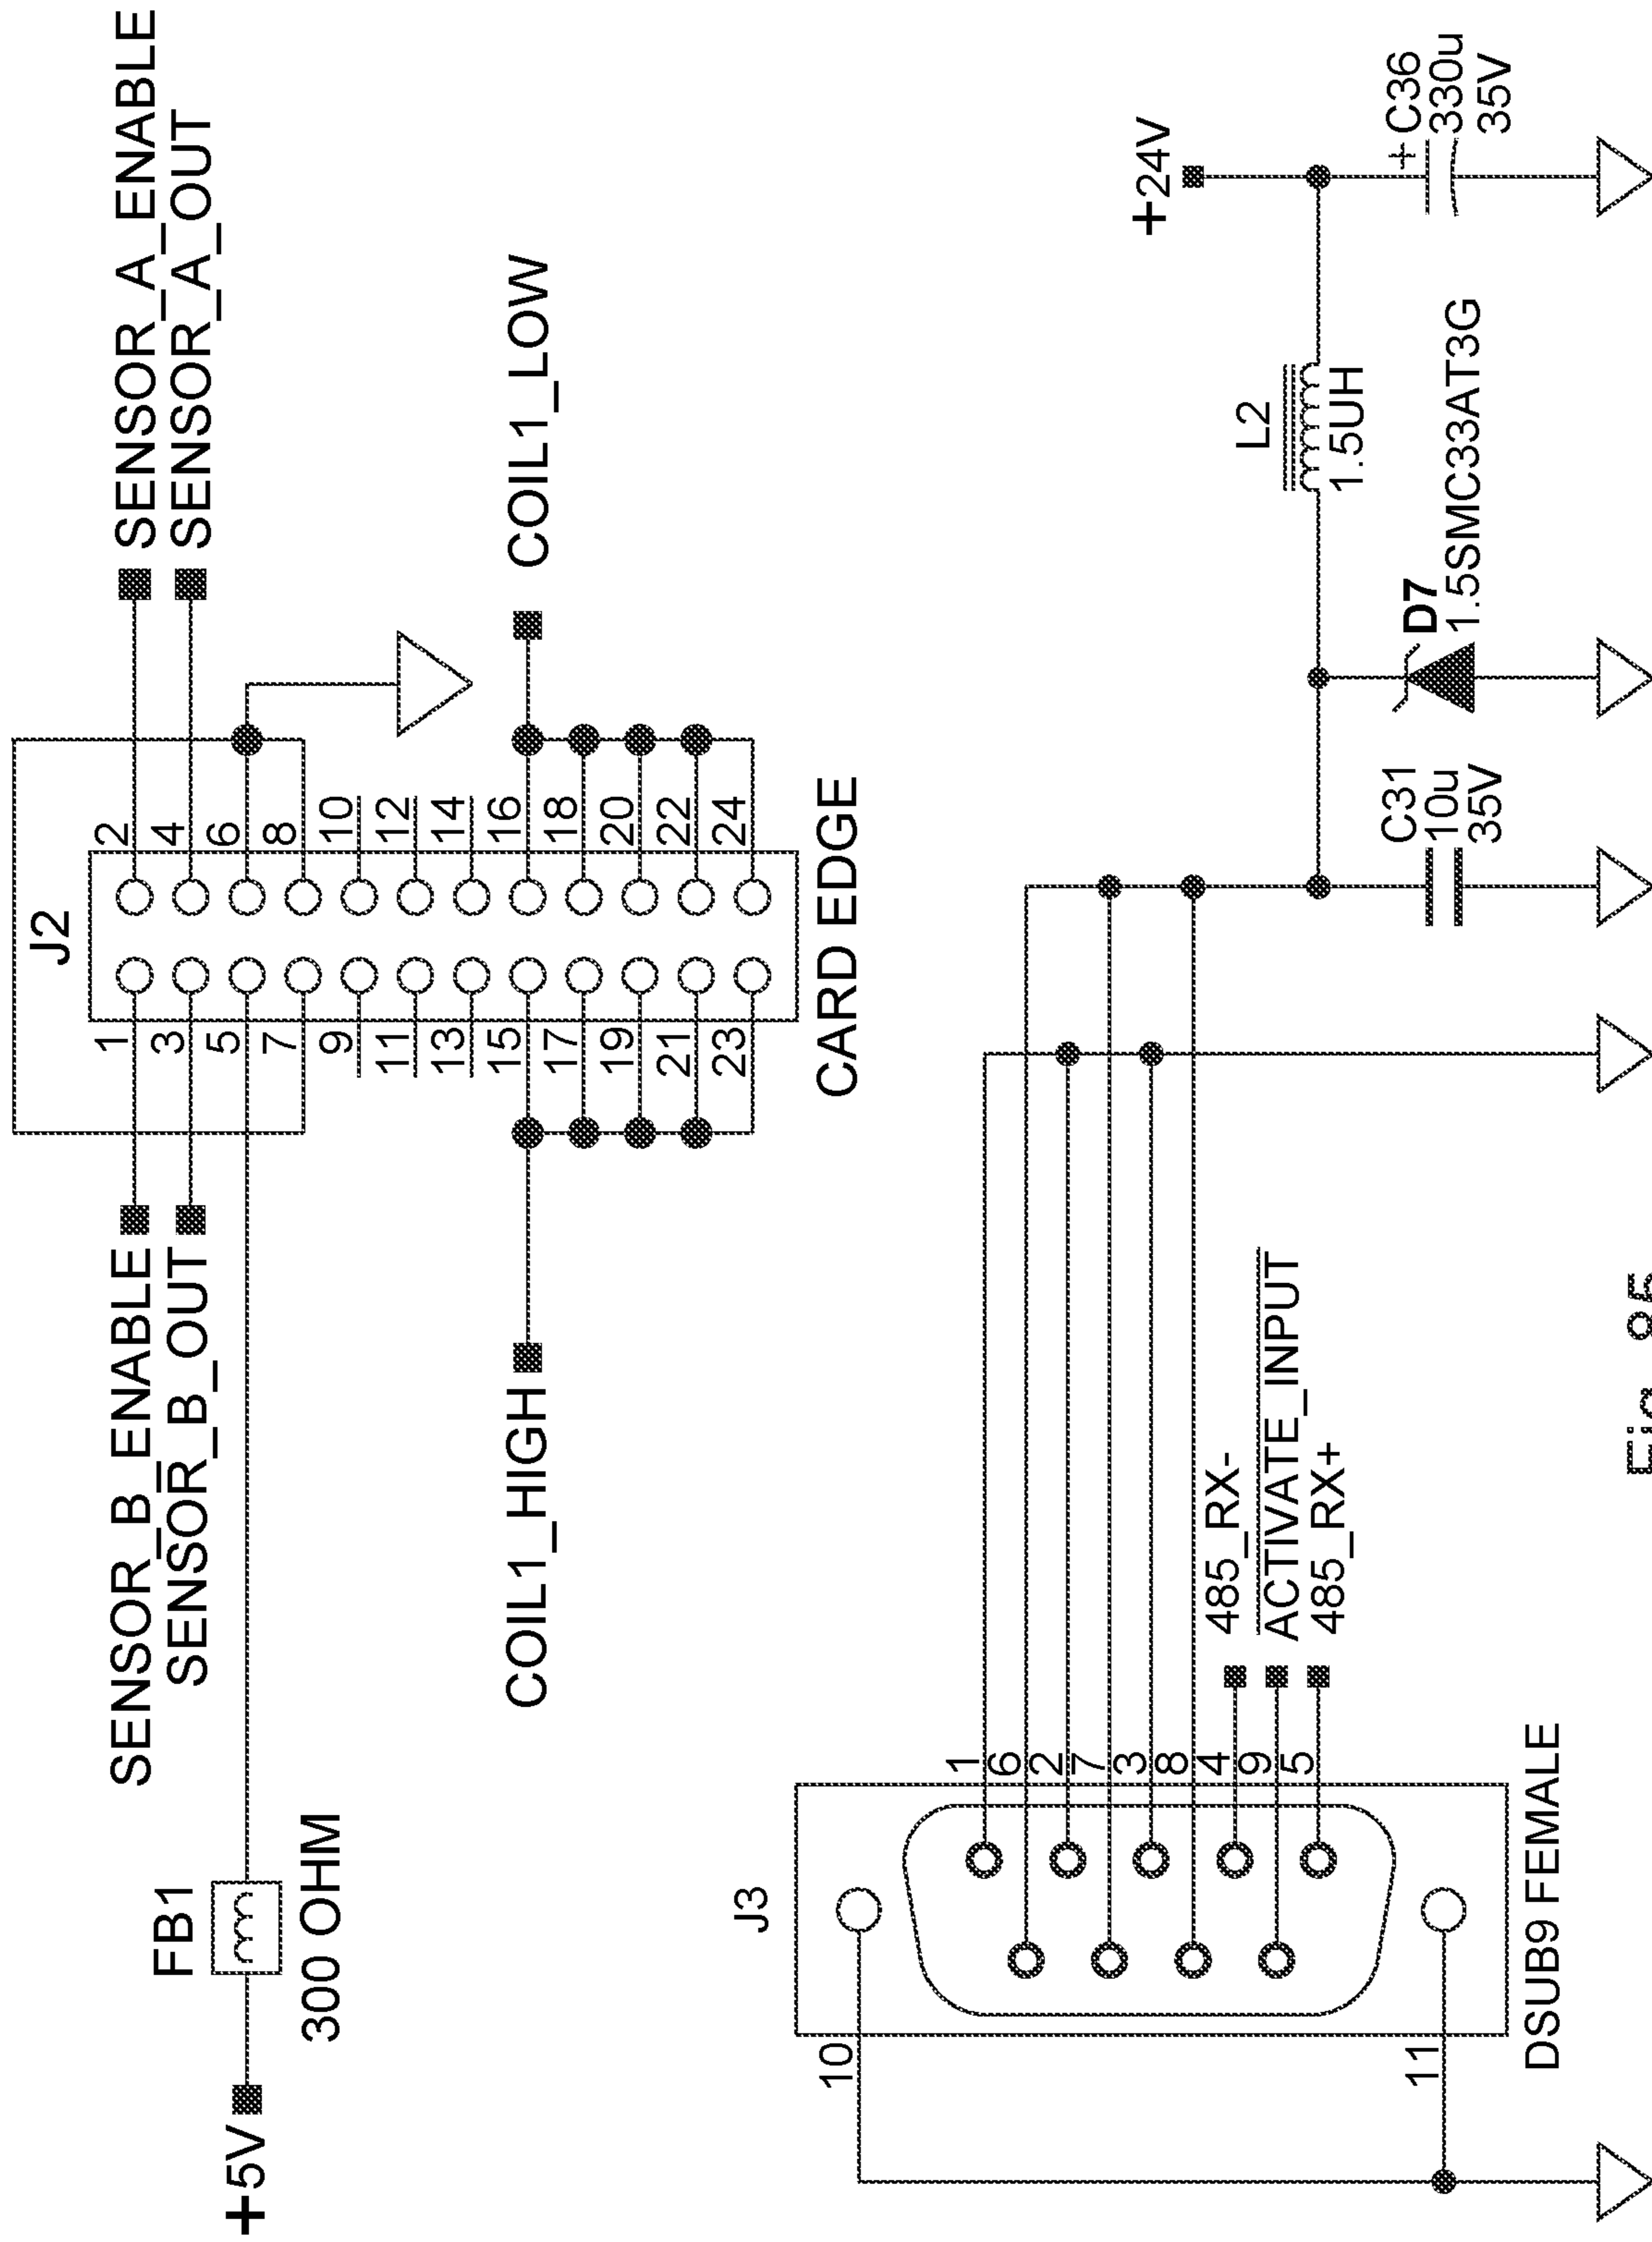 SENSOR_B_ENABLE
SENSOR_B_OUT
+5V
FB1
300 OHM
COIL1_HIGH
J2
1
3
5
7
9
11
13
15
17
19
21
23
2
4
6
8
10
12
14
16
18
20
22
24
CARD EDGE
SENSOR_A_ENABLE
SENSOR_A_OUT
COIL1_LOW
J3
10
11
DSUB9 FEMALE
1
6
2
7
3
8
4
9
5
485_RX-
ACTIVATE_INPUT
485_RX+
C31
10u
35V
D7
1.5SMC33AT3G
L2
1.5UH
+24V
+
C36
330u
35V
Fig. 85